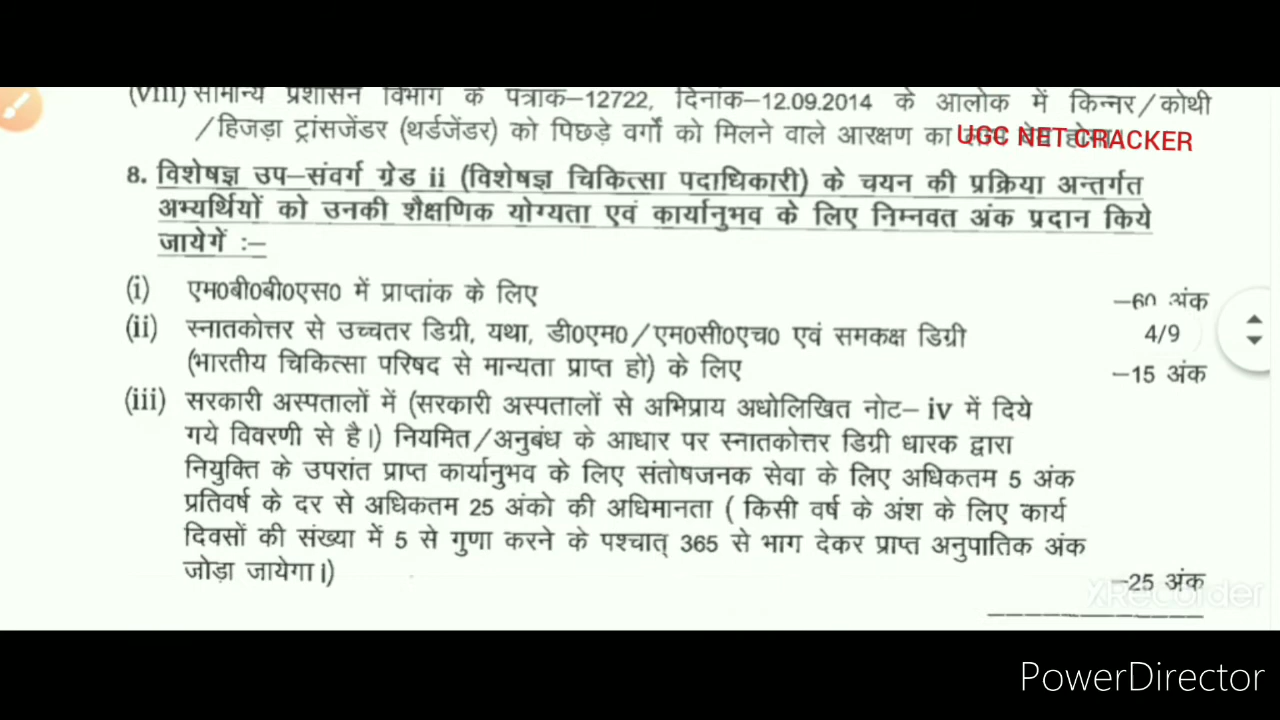 (viii) सामान्य प्रशासन विभाग के पत्रांक–12722, दिनांक–12.09.2014 के आलोक में किन्नर/कोथी
/हिजड़ा ट्रांसजेंडर (थर्डजेंडर) को पिछड़े वर्गों को मिलने वाले आरक्षण का
UGC NET CRACKER
8. विशेषज्ञ उप–संवर्ग ग्रेड ii (विशेषज्ञ चिकित्सा पदाधिकारी) के चयन की प्रक्रिया अन्तर्गत
अभ्यर्थियों को उनकी शैक्षणिक योग्यता एवं कार्यानुभव के लिए निम्नवत अंक प्रदान किये
जायेगें :–
(i) एम0बी0बी0एस0 में प्राप्तांक के लिए –60 अंक
(ii) स्नातकोत्तर से उच्चतर डिग्री, यथा, डी0एम0/एम0सी0एच0 एवं समकक्ष डिग्री
4/9
(भारतीय चिकित्सा परिषद से मान्यता प्राप्त हो) के लिए –15 अंक
(iii) सरकारी अस्पतालों में (सरकारी अस्पतालों से अभिप्राय अधोलिखित नोट– iv में दिये
गये विवरणी से है।) नियमित/अनुबंध के आधार पर स्नातकोत्तर डिग्री धारक द्वारा
नियुक्ति के उपरांत प्राप्त कार्यानुभव के लिए संतोषजनक सेवा के लिए अधिकतम 5 अंक
प्रतिवर्ष के दर से अधिकतम 25 अंको की अधिमानता ( किसी वर्ष के अंश के लिए कार्य
दिवसों की संख्या में 5 से गुणा करने के पश्चात् 365 से भाग देकर प्राप्त अनुपातिक अंक
जोड़ा जायेगा।) –25 अंक
XRecorder
PowerDirector